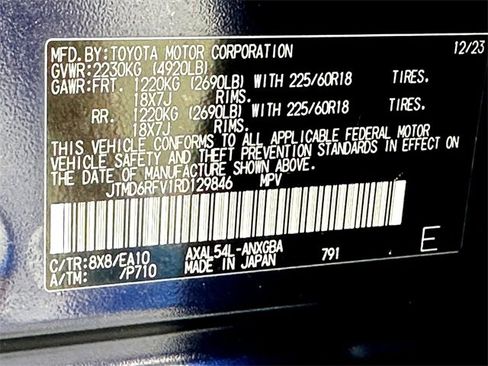 MFD.BY:TOYOTA MOTOR CORPORATION 12/23
GVWR:2230KG (4920LB)
GAWR:FRT. 1220KG (2690LB) WITH 225/60R18 TIRES.
18X7J RIMS.
RR. 1220KG (2690LB) WITH 225/60R18 TIRES.
18X7J RIMS.
THIS VEHICLE CONFORMS TO ALL APPLICABLE FEDERAL MOTOR
VEHICLE SAFETY AND THEFT PREVENTION STANDARDS IN EFFECT ON
THE DATE OF MANUFACTURE SHOWN ABOVE.
JTMD6RFV1RD129846 MPV
C/TR:8X8/EA10 AXAL54L-ANXGBA 791 E
A/TM: /P710 MADE IN JAPAN